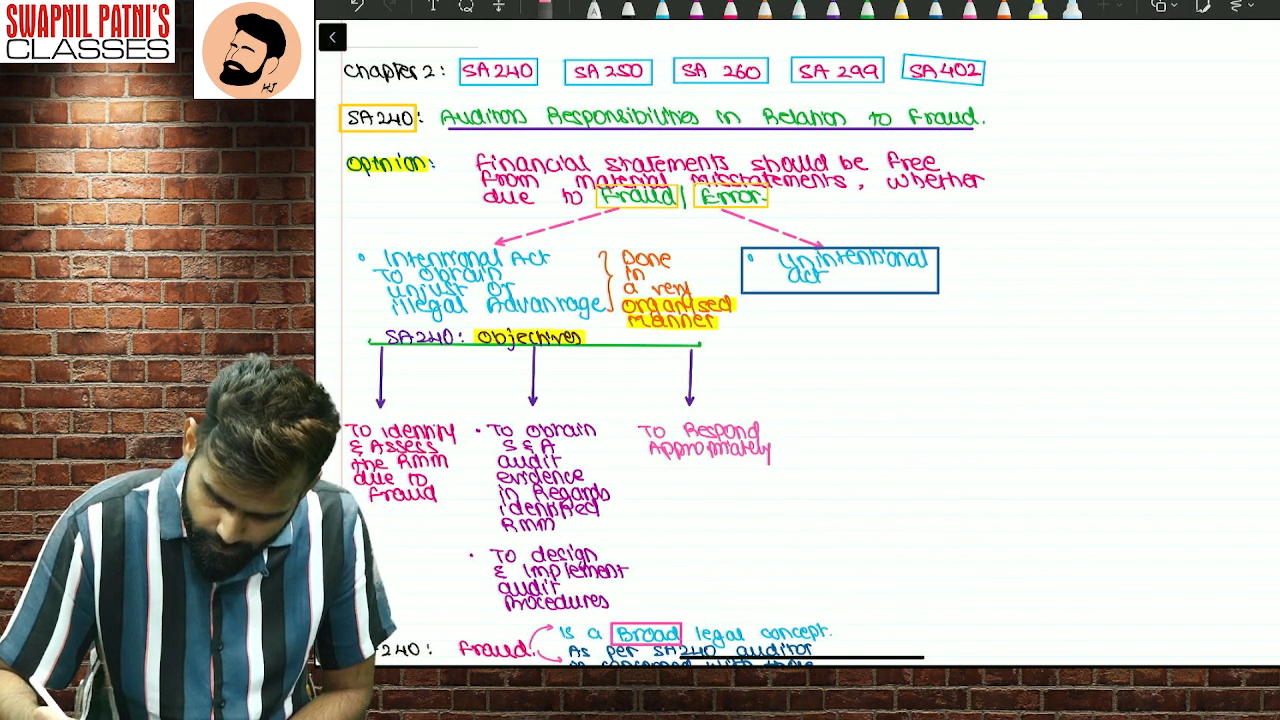 SWAPNIL PATNI'S
CLASSES
HJ
Chapter 2: SA 240 SA 250 SA 260 SA 299 SA 402
SA 240: Auditors Responsibilities in Relation to Fraud.
Opinion: Financial statements should be free
from material misstatements, whether
due to Fraud / Error.
• Intentional Act
To obtain
unjust or
illegal Advantage
Done
in
a very
organised
manner
• Unintentional
act
SA 240: Objectives
To Identify
& Assess
the RMM
due to
fraud
• To obtain
S & A
audit
evidence
in Regards
identified
RMM
• To design
& implement
audit
Procedures
To Respond
Appropriately
240: Fraud. Is a Broad legal concept.
As per SA 240 auditor